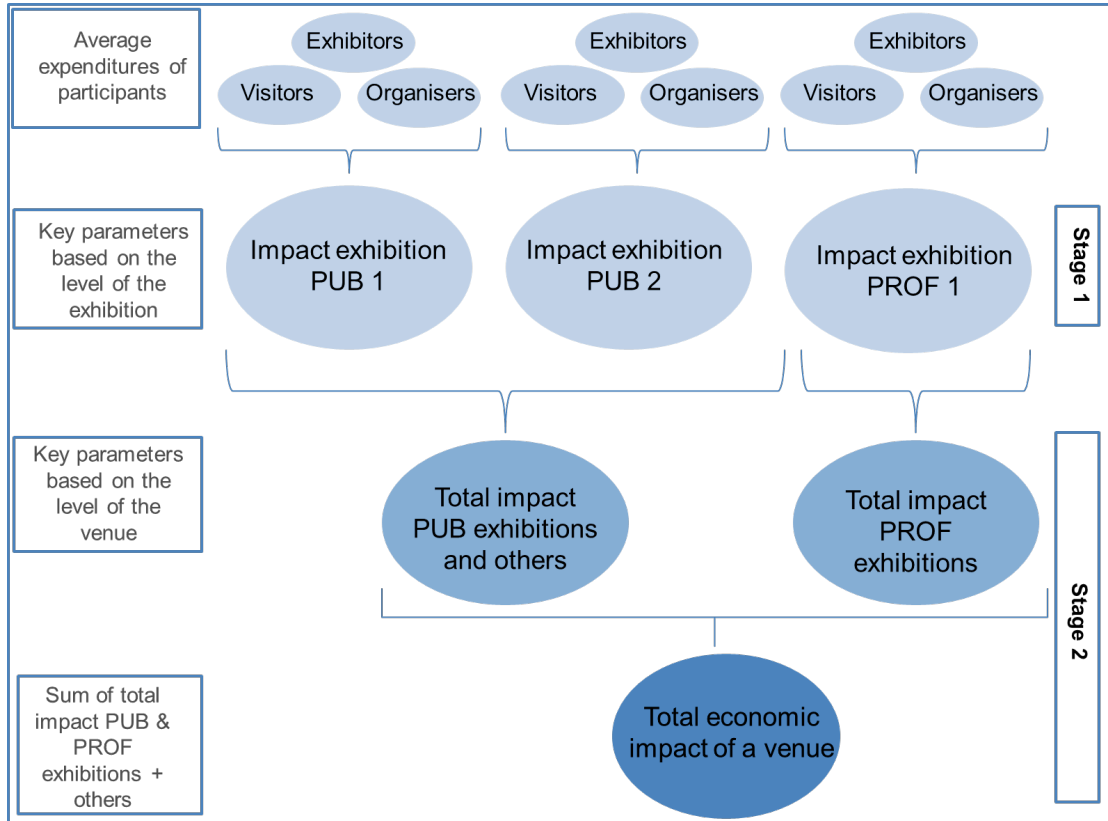 Average
expenditures of
participants
Exhibitors
Visitors
Organisers
Exhibitors
Visitors
Organisers
Exhibitors
Visitors
Organisers
Key parameters
based on the
level of the
exhibition
Impact exhibition
PUB 1
Impact exhibition
PUB 2
Impact exhibition
PROF 1
Stage 1
Key parameters
based on the
level of the
venue
Total impact
PUB exhibitions
and others
Total impact
PROF
exhibitions
Stage 2
Sum of total
impact PUB &
PROF
exhibitions +
others
Total economic
impact of a venue